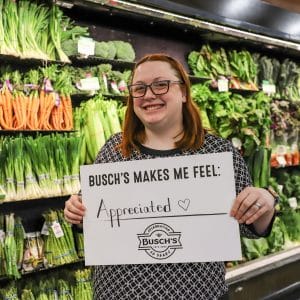 BUSCH'S MAKES ME FEEL:
Appreciated ♡
BUSCH'S